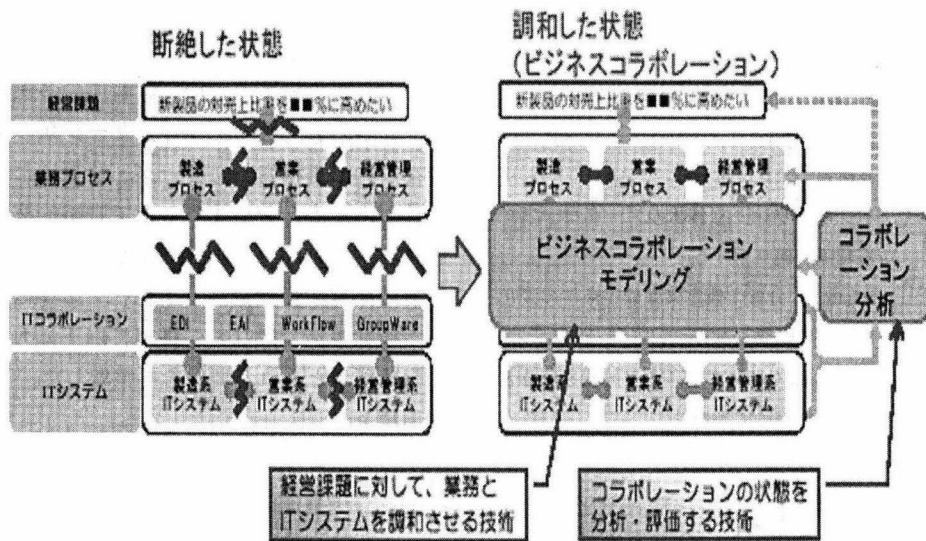 断絶した状態
調和した状態
(ビジネスコラボレーション)
経営課題
新製品の対売上比率を■■%に高めたい
新製品の対売上比率を■■%に高めたい
業務プロセス
製造
プロセス
営業
プロセス
経営管理
プロセス
製造
プロセス
営業
プロセス
経営管理
プロセス
ビジネスコラボレーション
モデリング
コラボレ
ーション
分析
ITコラボレーション
EDI
EAI
WorkFlow
GroupWare
ITシステム
製造系
ITシステム
営業系
ITシステム
経営管理系
ITシステム
製造系
ITシステム
営業系
ITシステム
経営管理系
ITシステム
経営課題に対して、業務と
ITシステムを調和させる技術
コラボレーションの状態を
分析・評価する技術